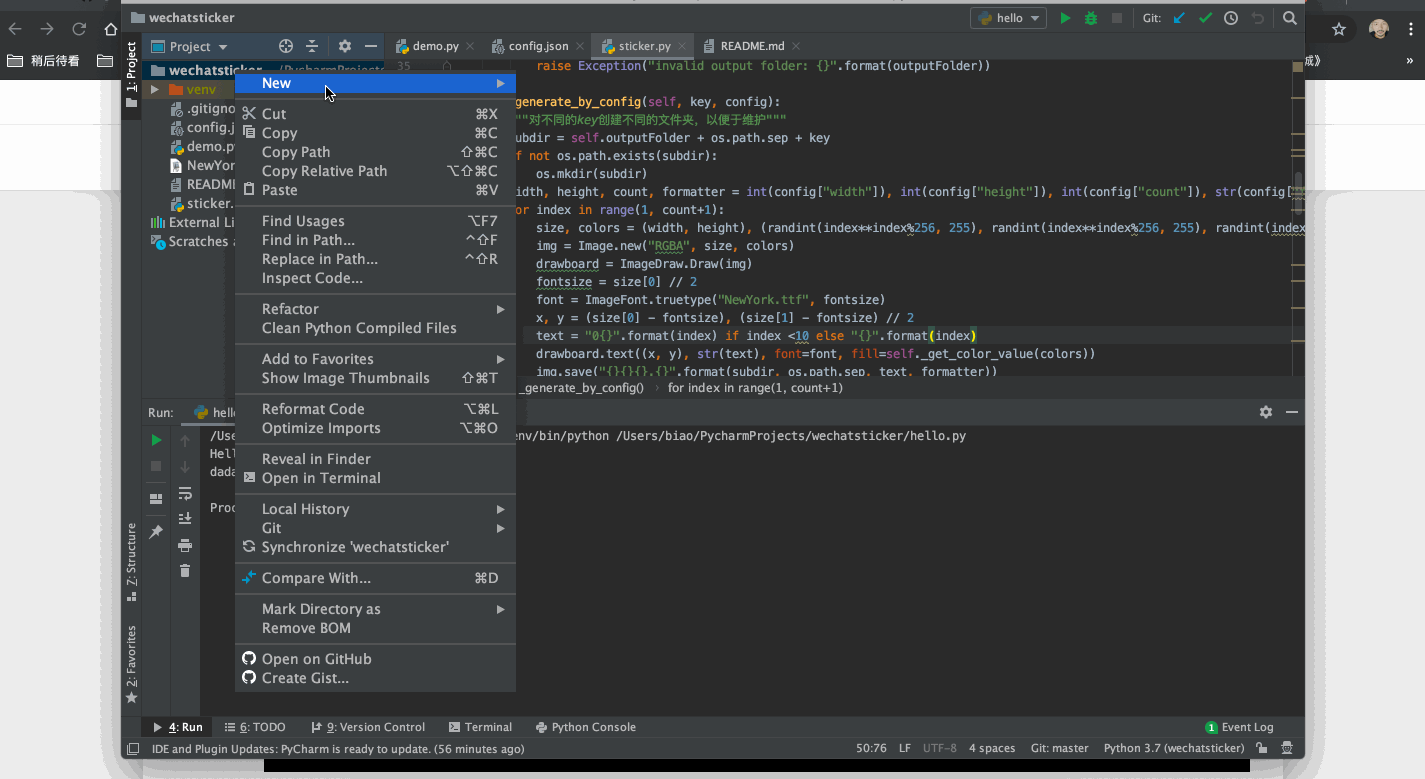 稍后待看
城》
»
wechatsticker
hello
Git:
1: Project
Project
demo.py
config.json
sticker.py
README.md
wechatsticker ~/PycharmProjects
venv
.gitigno
config.j
demo.p
NewYor
README
sticker.
External Li
Scratches a
New
Cut ⌘X
Copy ⌘C
Copy Path ⇧⌘C
Copy Relative Path ⌥⇧⌘C
Paste ⌘V
Find Usages ⌥F7
Find in Path... ^⇧F
Replace in Path... ^⇧R
Inspect Code...
Refactor
Clean Python Compiled Files
Add to Favorites
Show Image Thumbnails ⇧⌘T
Reformat Code ⌥⌘L
Optimize Imports ⌥⌘O
Reveal in Finder
Open in Terminal
Local History
Git
Synchronize 'wechatsticker'
Compare With... ⌘D
Mark Directory as
Remove BOM
Open on GitHub
Create Gist...
35
raise Exception("invalid output folder: {}".format(outputFolder))
generate_by_config(self, key, config):
""对不同的key创建不同的文件夹，以便于维护"""
ubdir = self.outputFolder + os.path.sep + key
f not os.path.exists(subdir):
os.mkdir(subdir)
idth, height, count, formatter = int(config["width"]), int(config["height"]), int(config["count"]), str(config[
or index in range(1, count+1):
size, colors = (width, height), (randint(index**index%256, 255), randint(index**index%256, 255), randint(index
img = Image.new("RGBA", size, colors)
drawboard = ImageDraw.Draw(img)
fontsize = size[0] // 2
font = ImageFont.truetype("NewYork.ttf", fontsize)
x, y = (size[0] - fontsize), (size[1] - fontsize) // 2
text = "0{}".format(index) if index <10 else "{}".format(index)
drawboard.text((x, y), str(text), font=font, fill=self._get_color_value(colors))
img.save("{}{}{}.{}".format(subdir, os.path.sep, text, formatter))
_generate_by_config() › for index in range(1, count+1)
Run:
hello
/Use
env/bin/python /Users/biao/PycharmProjects/wechatsticker/hello.py
Hell
dada
Proc
7: Structure
2: Favorites
4: Run
6: TODO
9: Version Control
Terminal
Python Console
1 Event Log
IDE and Plugin Updates: PyCharm is ready to update. (56 minutes ago)
50:76 LF UTF-8 4 spaces Git: master Python 3.7 (wechatsticker)